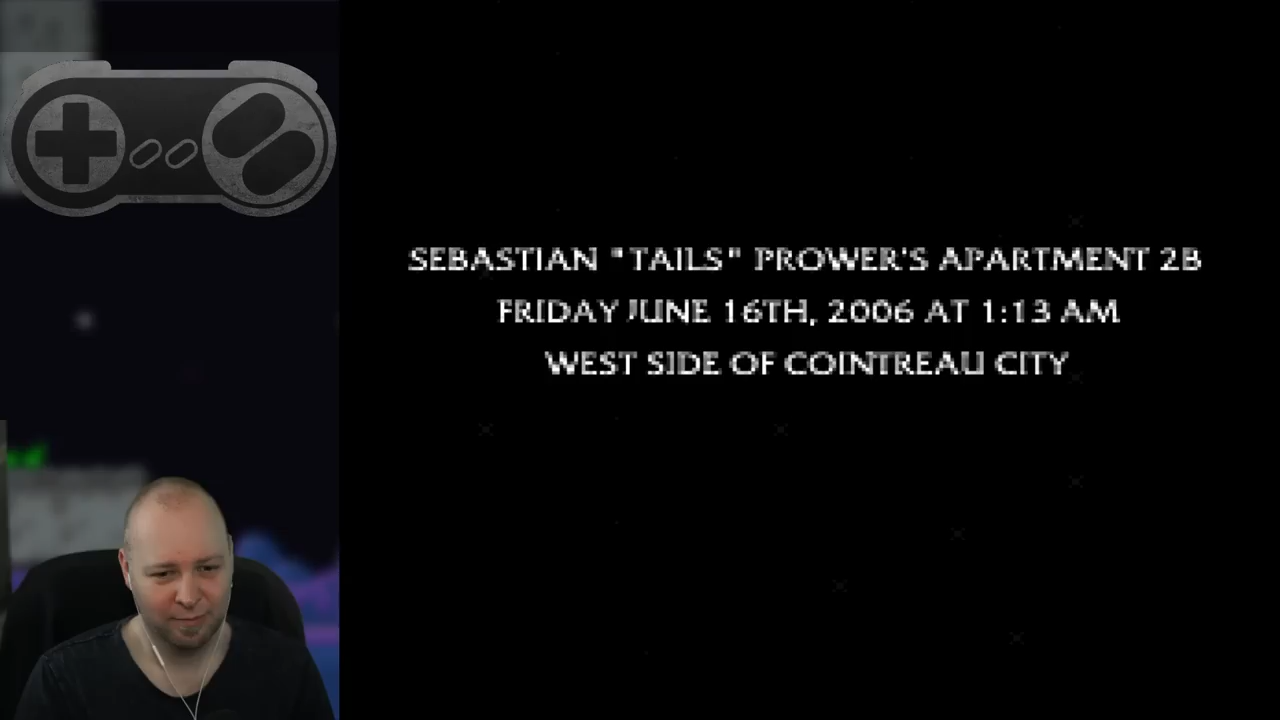 SEBASTIAN "TAILS" PROWER'S APARTMENT 2B
FRIDAY JUNE 16TH, 2006 AT 1:13 AM
WEST SIDE OF COINTREAU CITY